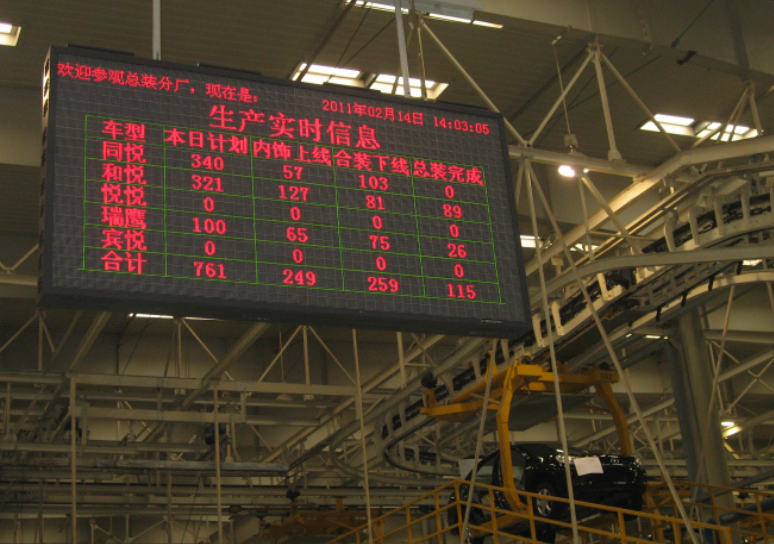 欢迎参观总装分厂，现在是：
2011年02月14日 14:03:05
生产实时信息
车型 本日计划 内饰上线 合装下线 总装完成
同悦 340 57 103 0
和悦 321 127 81 89
悦悦 0 0 0 0
瑞鹰 100 65 75 26
宾悦 0 0 0 0
合计 761 249 259 115